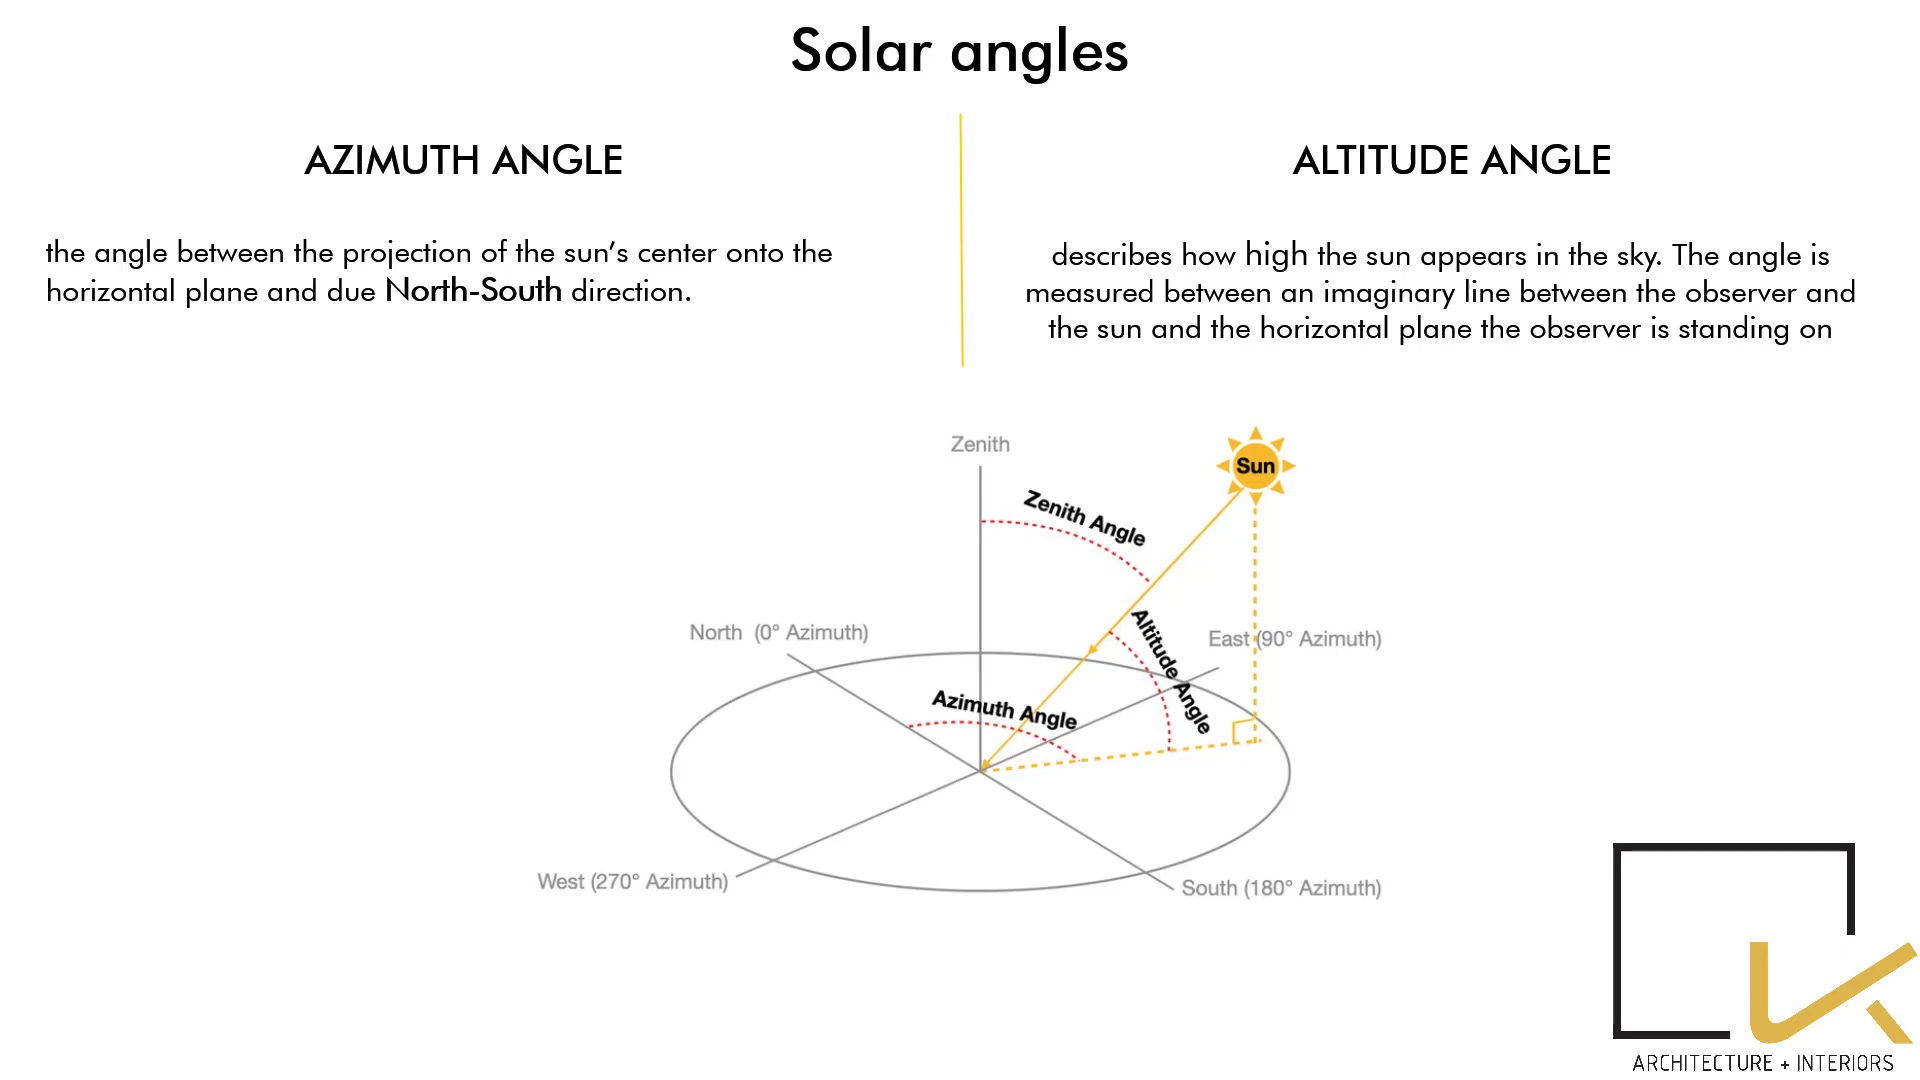 Solar angles
AZIMUTH ANGLE
the angle between the projection of the sun’s center onto the
horizontal plane and due North-South direction.
ALTITUDE ANGLE
describes how high the sun appears in the sky. The angle is
measured between an imaginary line between the observer and
the sun and the horizontal plane the observer is standing on
Zenith
Sun
Zenith Angle
North (0° Azimuth)
East (90° Azimuth)
Altitude Angle
Azimuth Angle
West (270° Azimuth)
South (180° Azimuth)
ARCHITECTURE + INTERIORS